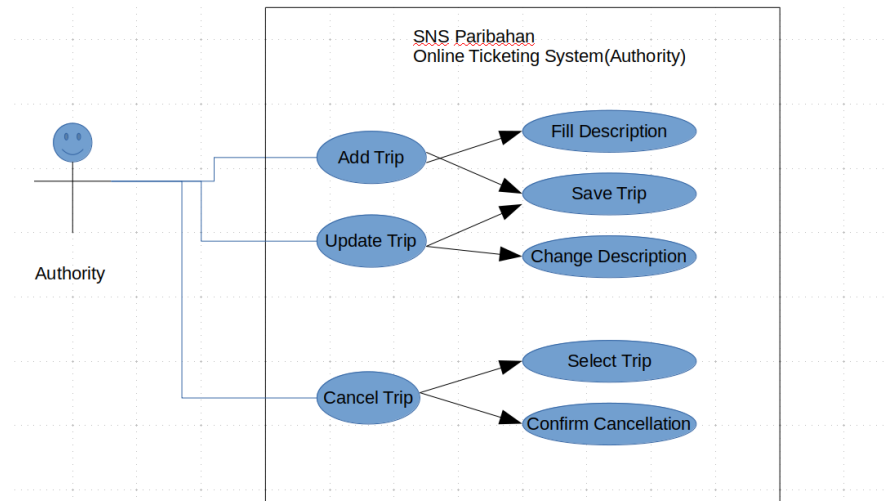 SNS Paribahan
Online Ticketing System(Authority)
Fill Description
Add Trip
Save Trip
Update Trip
Change Description
Authority
Select Trip
Cancel Trip
Confirm Cancellation